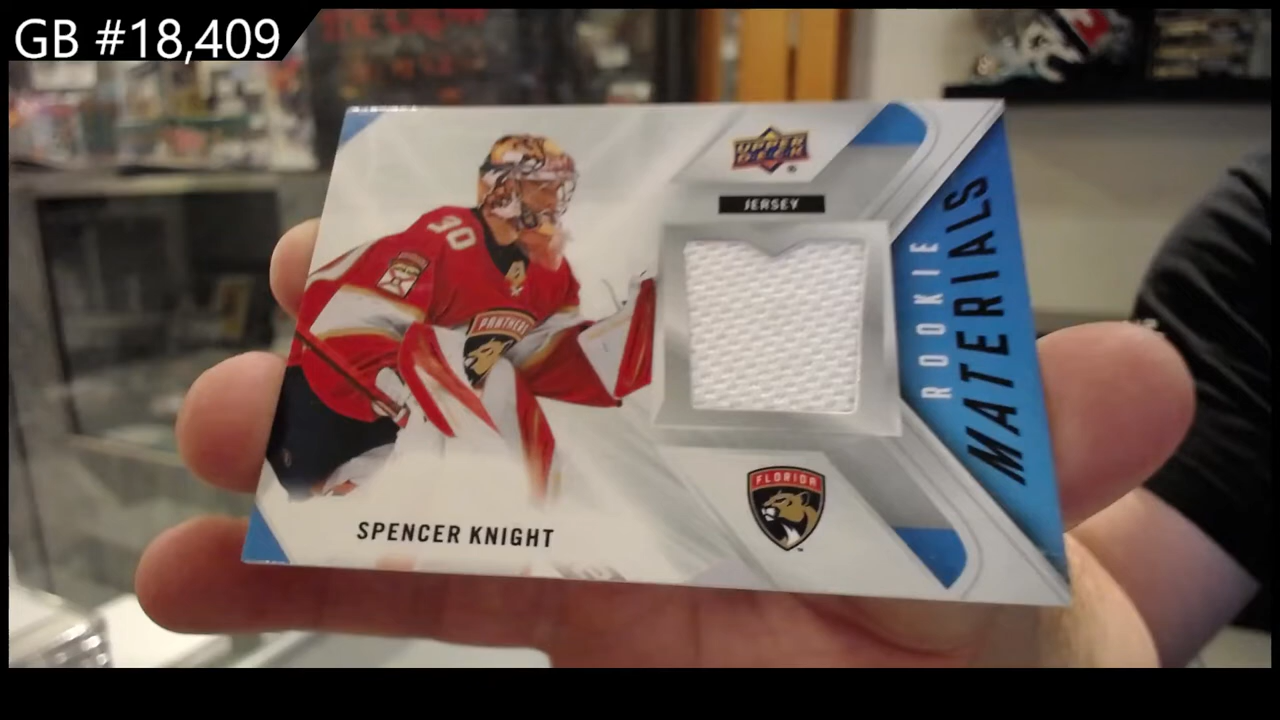 GB #18,409
UPPER
DECK
JERSEY
ROOKIE
MATERIALS
30
PANTHERS
FLORIDA
SPENCER KNIGHT